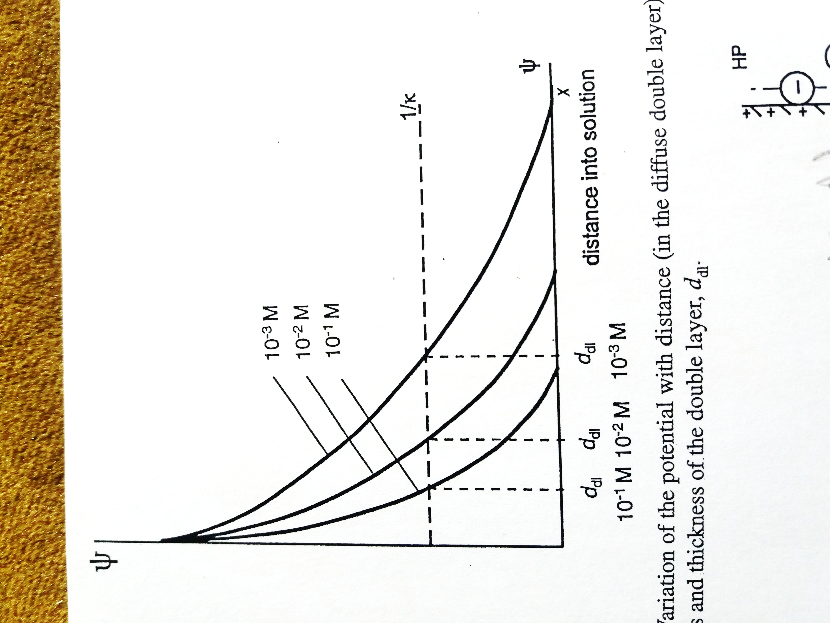 ψ
10⁻³ M
10⁻² M
10⁻¹ M
1/κ
ψ
x
distance into solution
d_dl d_dl d_dl
10⁻¹ M 10⁻² M 10⁻³ M
ariation of the potential with distance (in the diffuse double layer)
s and thickness of the double layer, d_dl.
HP